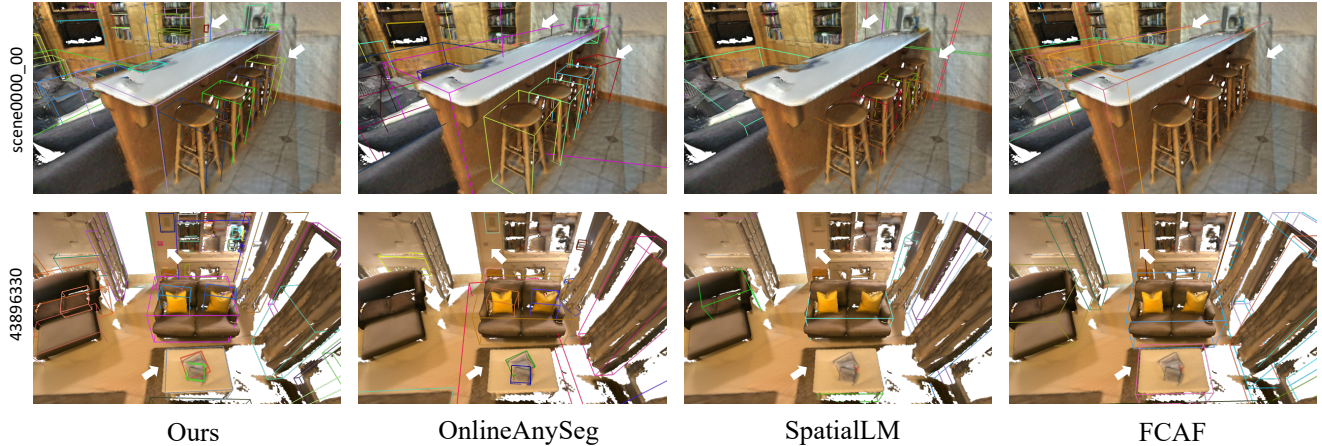 scene0000_00
43896330
Ours
OnlineAnySeg
SpatialLM
FCAF